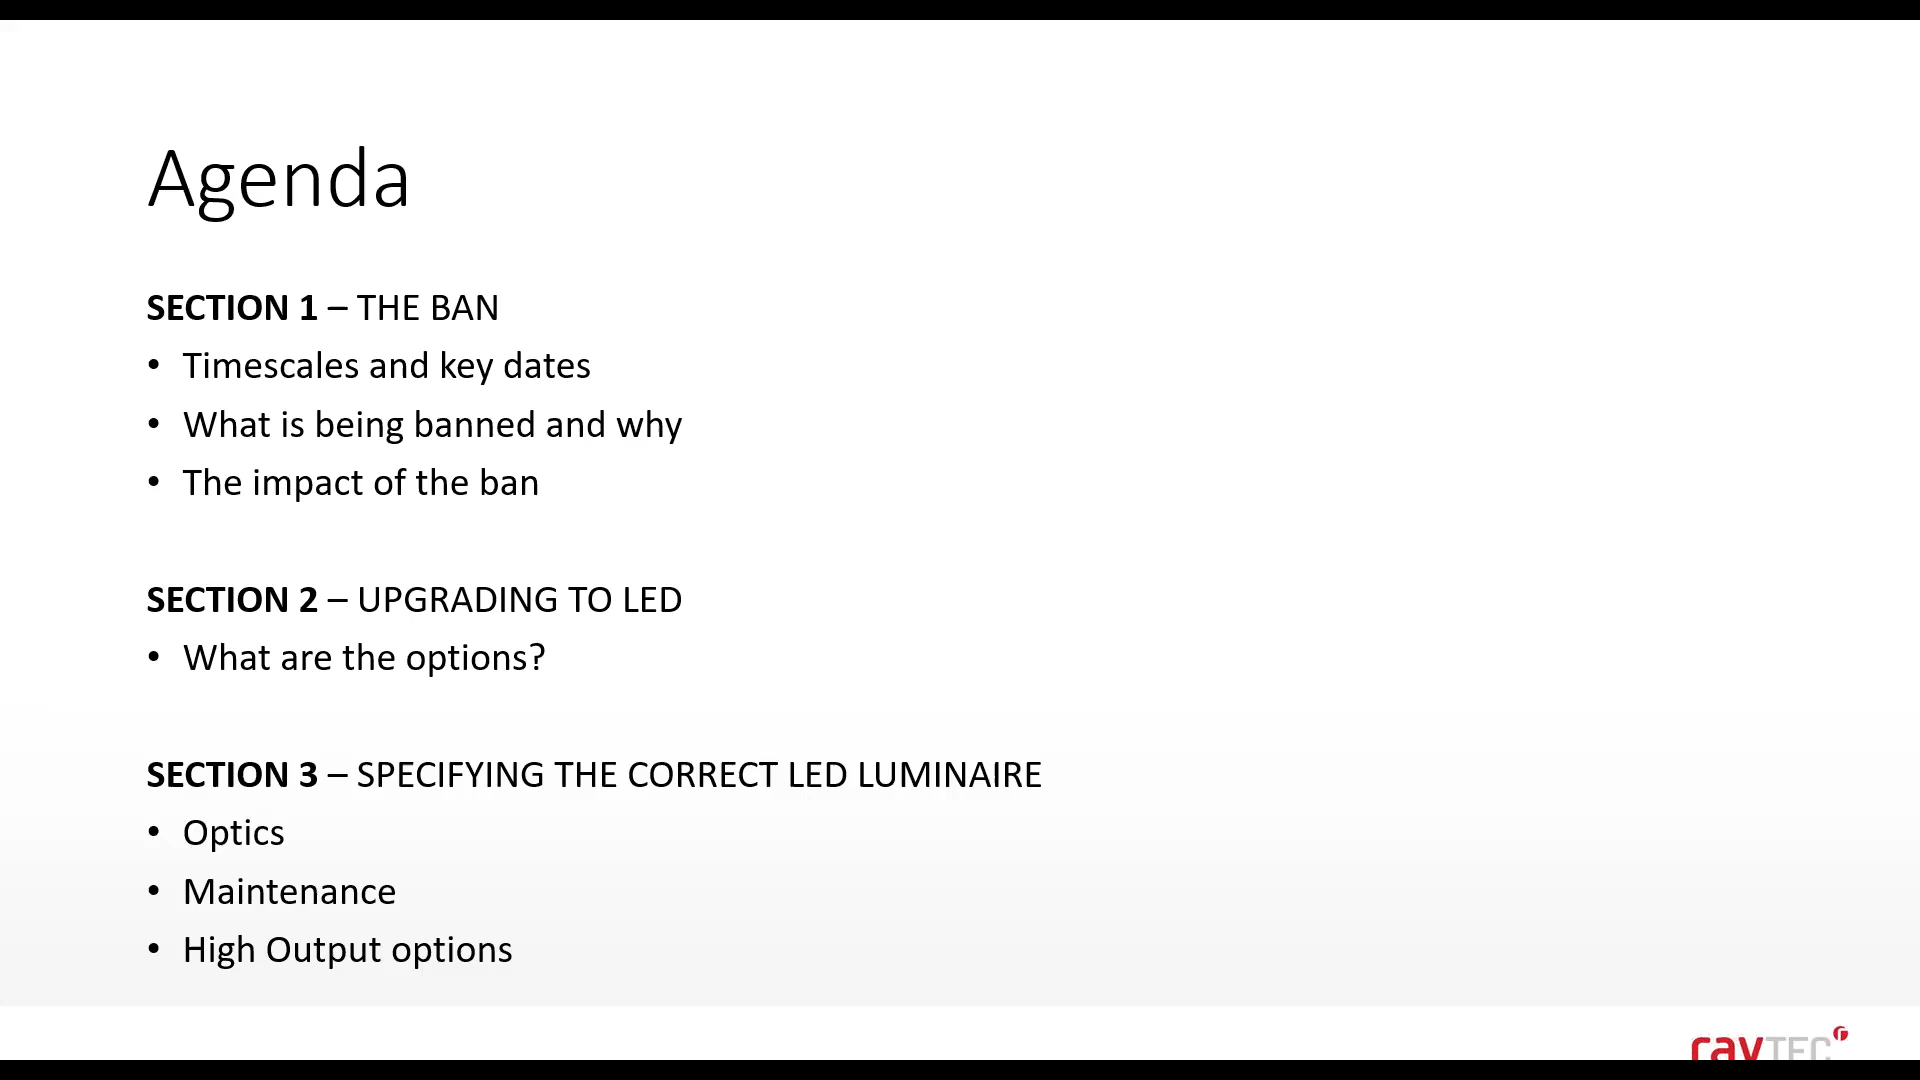 Agenda
SECTION 1 – THE BAN
• Timescales and key dates
• What is being banned and why
• The impact of the ban
SECTION 2 – UPGRADING TO LED
• What are the options?
SECTION 3 – SPECIFYING THE CORRECT LED LUMINAIRE
• Optics
• Maintenance
• High Output options
rayTEC